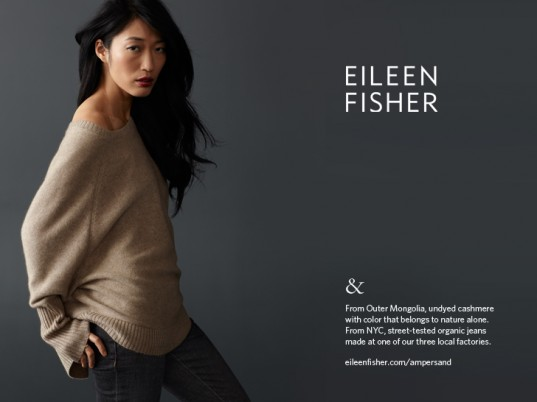 EILEEN
FISHER
&
From Outer Mongolia, undyed cashmere
with color that belongs to nature alone.
From NYC, street-tested organic jeans
made at one of our three local factories.
eileenfisher.com/ampersand